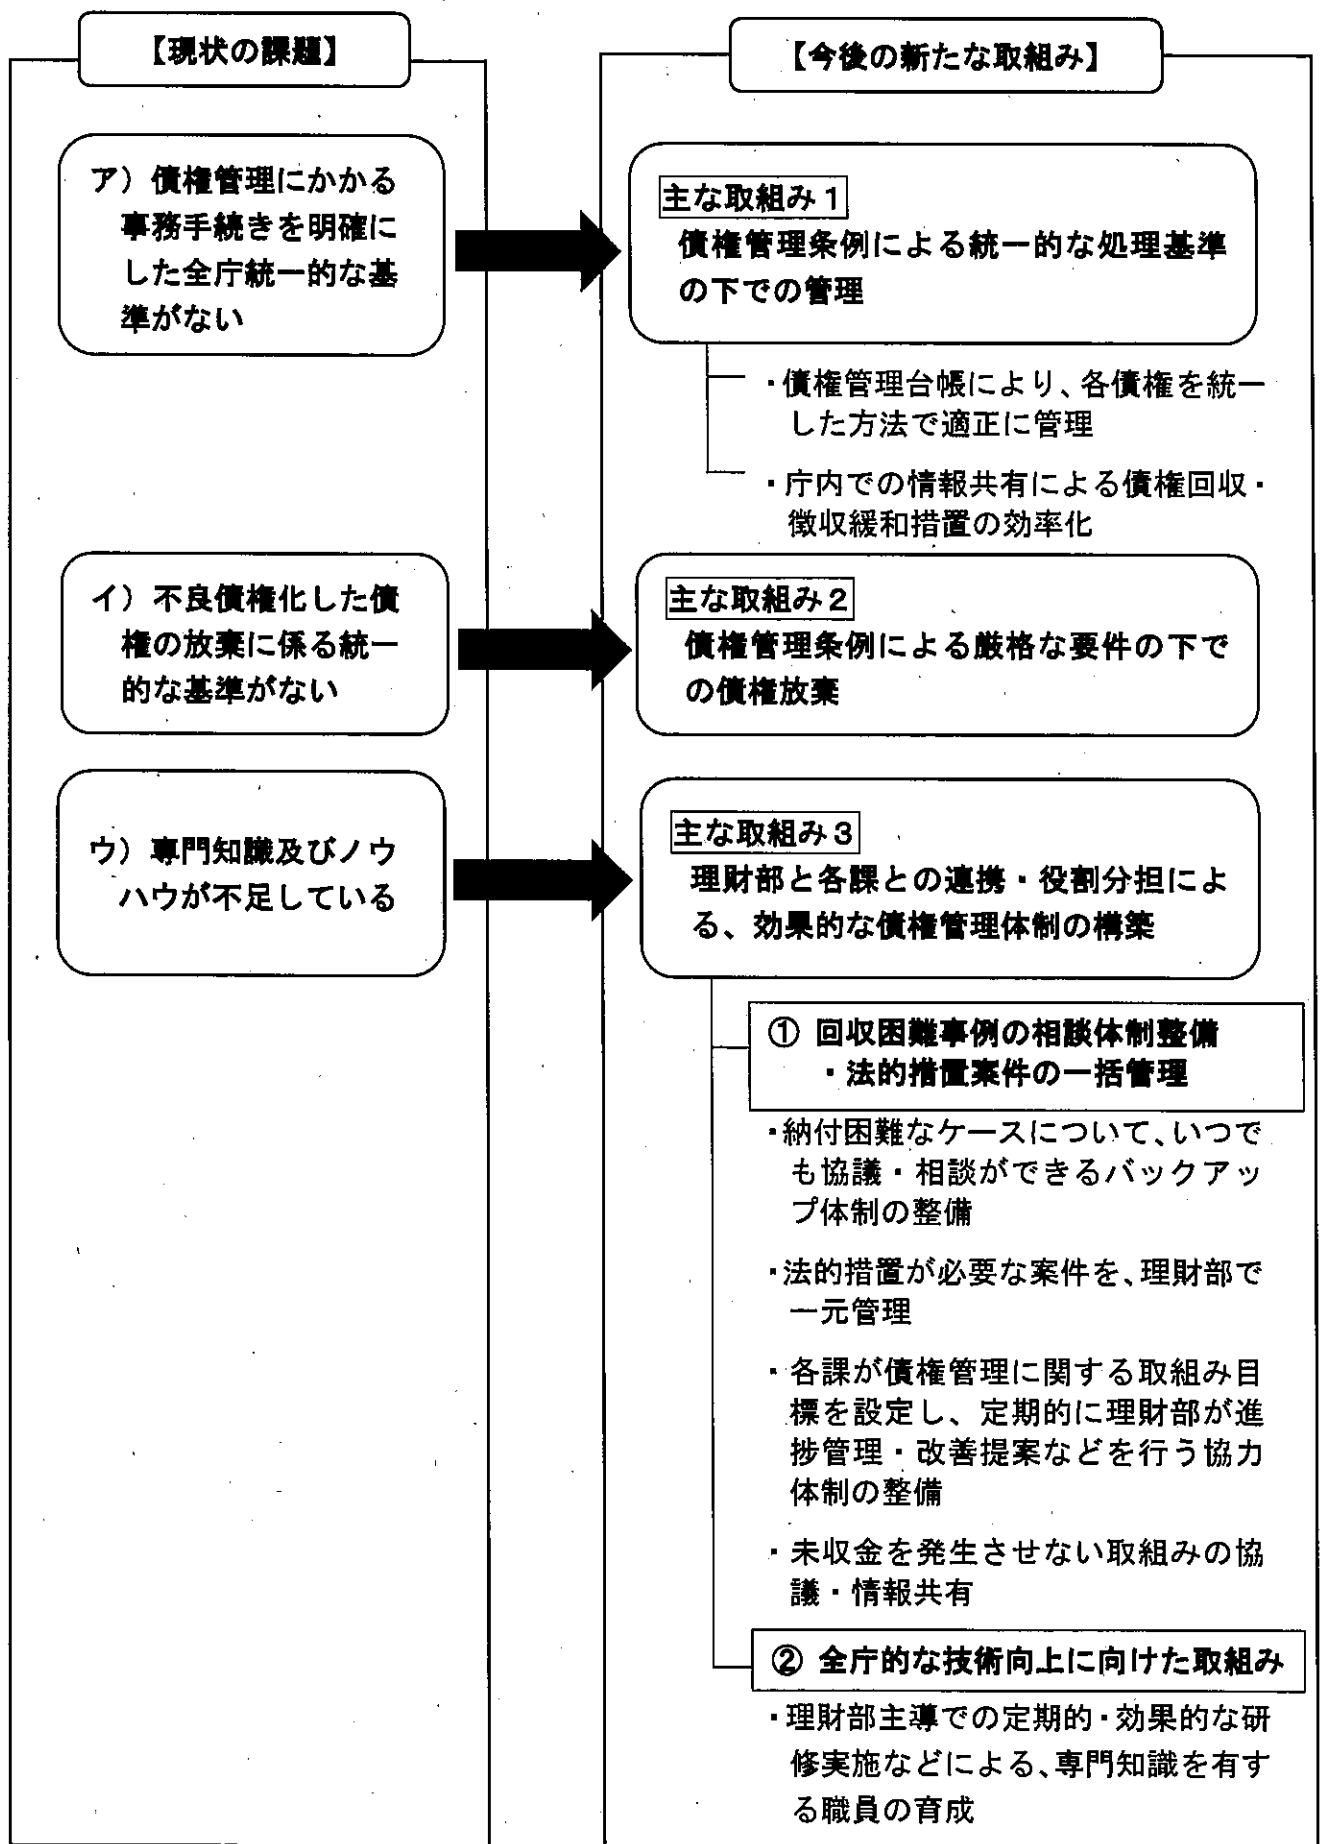 【現状の課題】
ア）債権管理にかかる
事務手続きを明確に
した全庁統一的な基
準がない
イ）不良債権化した債
権の放棄に係る統一
的な基準がない
ウ）専門知識及びノウ
ハウが不足している
【今後の新たな取組み】
主な取組み１
債権管理条例による統一的な処理基準
の下での管理
・債権管理台帳により、各債権を統一
した方法で適正に管理
・庁内での情報共有による債権回収・
徴収緩和措置の効率化
主な取組み２
債権管理条例による厳格な要件の下で
の債権放棄
主な取組み３
理財部と各課との連携・役割分担によ
る、効果的な債権管理体制の構築
① 回収困難事例の相談体制整備
・法的措置案件の一括管理
・納付困難なケースについて、いつで
も協議・相談ができるバックアッ
プ体制の整備
・法的措置が必要な案件を、理財部で
一元管理
・各課が債権管理に関する取組み目
標を設定し、定期的に理財部が進
捗管理・改善提案などを行う協力
体制の整備
・未収金を発生させない取組みの協
議・情報共有
② 全庁的な技術向上に向けた取組み
・理財部主導での定期的・効果的な研
修実施などによる、専門知識を有す
る職員の育成